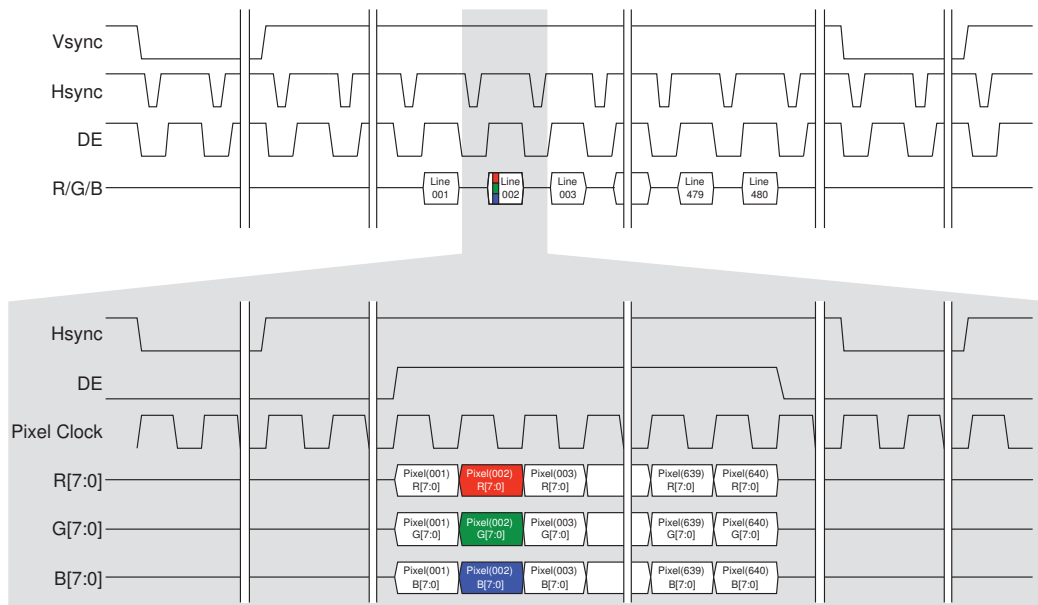 Vsync
Hsync
DE
R/G/B
Line
001
Line
002
Line
003
Line
479
Line
480
Hsync
DE
Pixel Clock
R[7:0]
Pixel(001)
R[7:0]
Pixel(002)
R[7:0]
Pixel(003)
R[7:0]
Pixel(639)
R[7:0]
Pixel(640)
R[7:0]
G[7:0]
Pixel(001)
G[7:0]
Pixel(002)
G[7:0]
Pixel(003)
G[7:0]
Pixel(639)
G[7:0]
Pixel(640)
G[7:0]
B[7:0]
Pixel(001)
B[7:0]
Pixel(002)
B[7:0]
Pixel(003)
B[7:0]
Pixel(639)
B[7:0]
Pixel(640)
B[7:0]